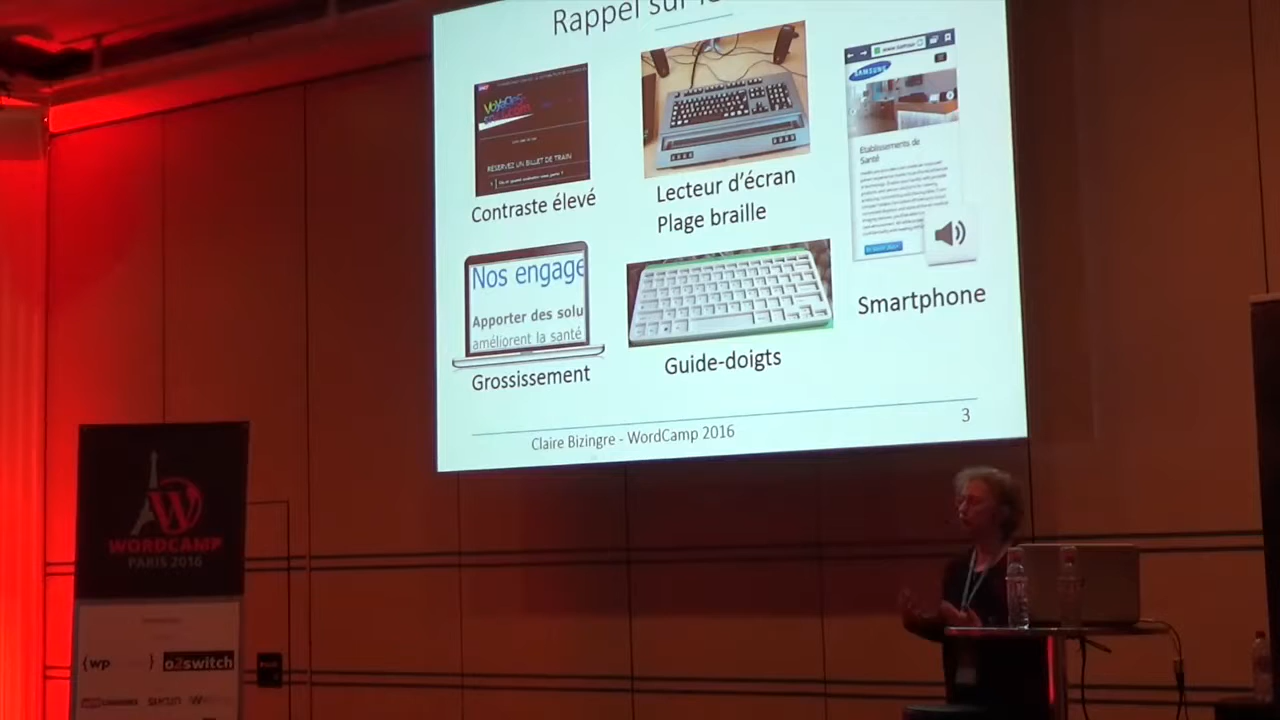 Rappel sur
VOYAGES
RÉSERVEZ UN BILLET DE TRAIN
Contraste élevé
Lecteur d'écran
Plage braille
SAMSUNG
Etablissements de
Santé
Smartphone
Nos engage
Apporter des solu
améliorent la santé
Grossissement
Guide-doigts
Claire Bizingre - WordCamp 2016
3
WORDCAMP
PARIS 2016
{wp }
o2switch